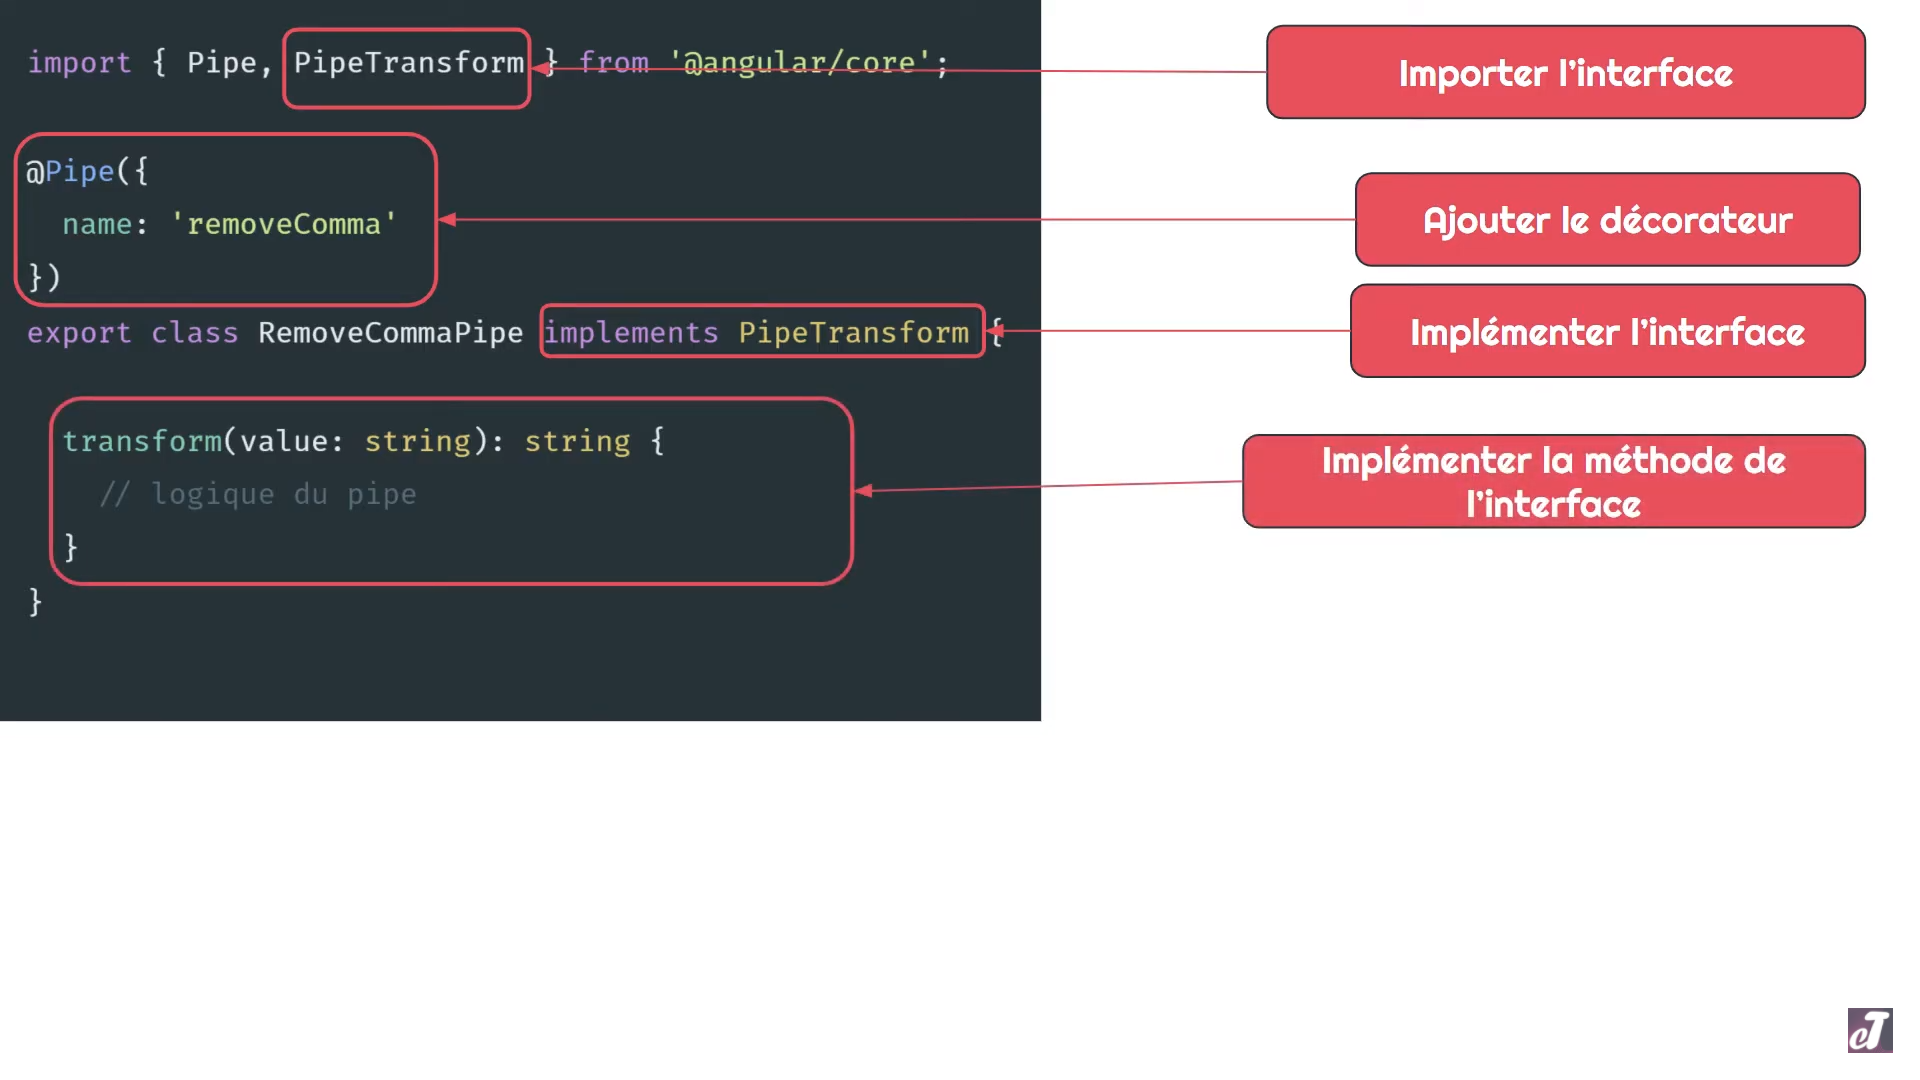 import { Pipe, PipeTransform } from '@angular/core';
Importer l'interface
@Pipe({
name: 'removeComma'
})
Ajouter le décorateur
export class RemoveCommaPipe implements PipeTransform {
Implémenter l'interface
transform(value: string): string {
// logique du pipe
}
}
Implémenter la méthode de
l'interface
eT